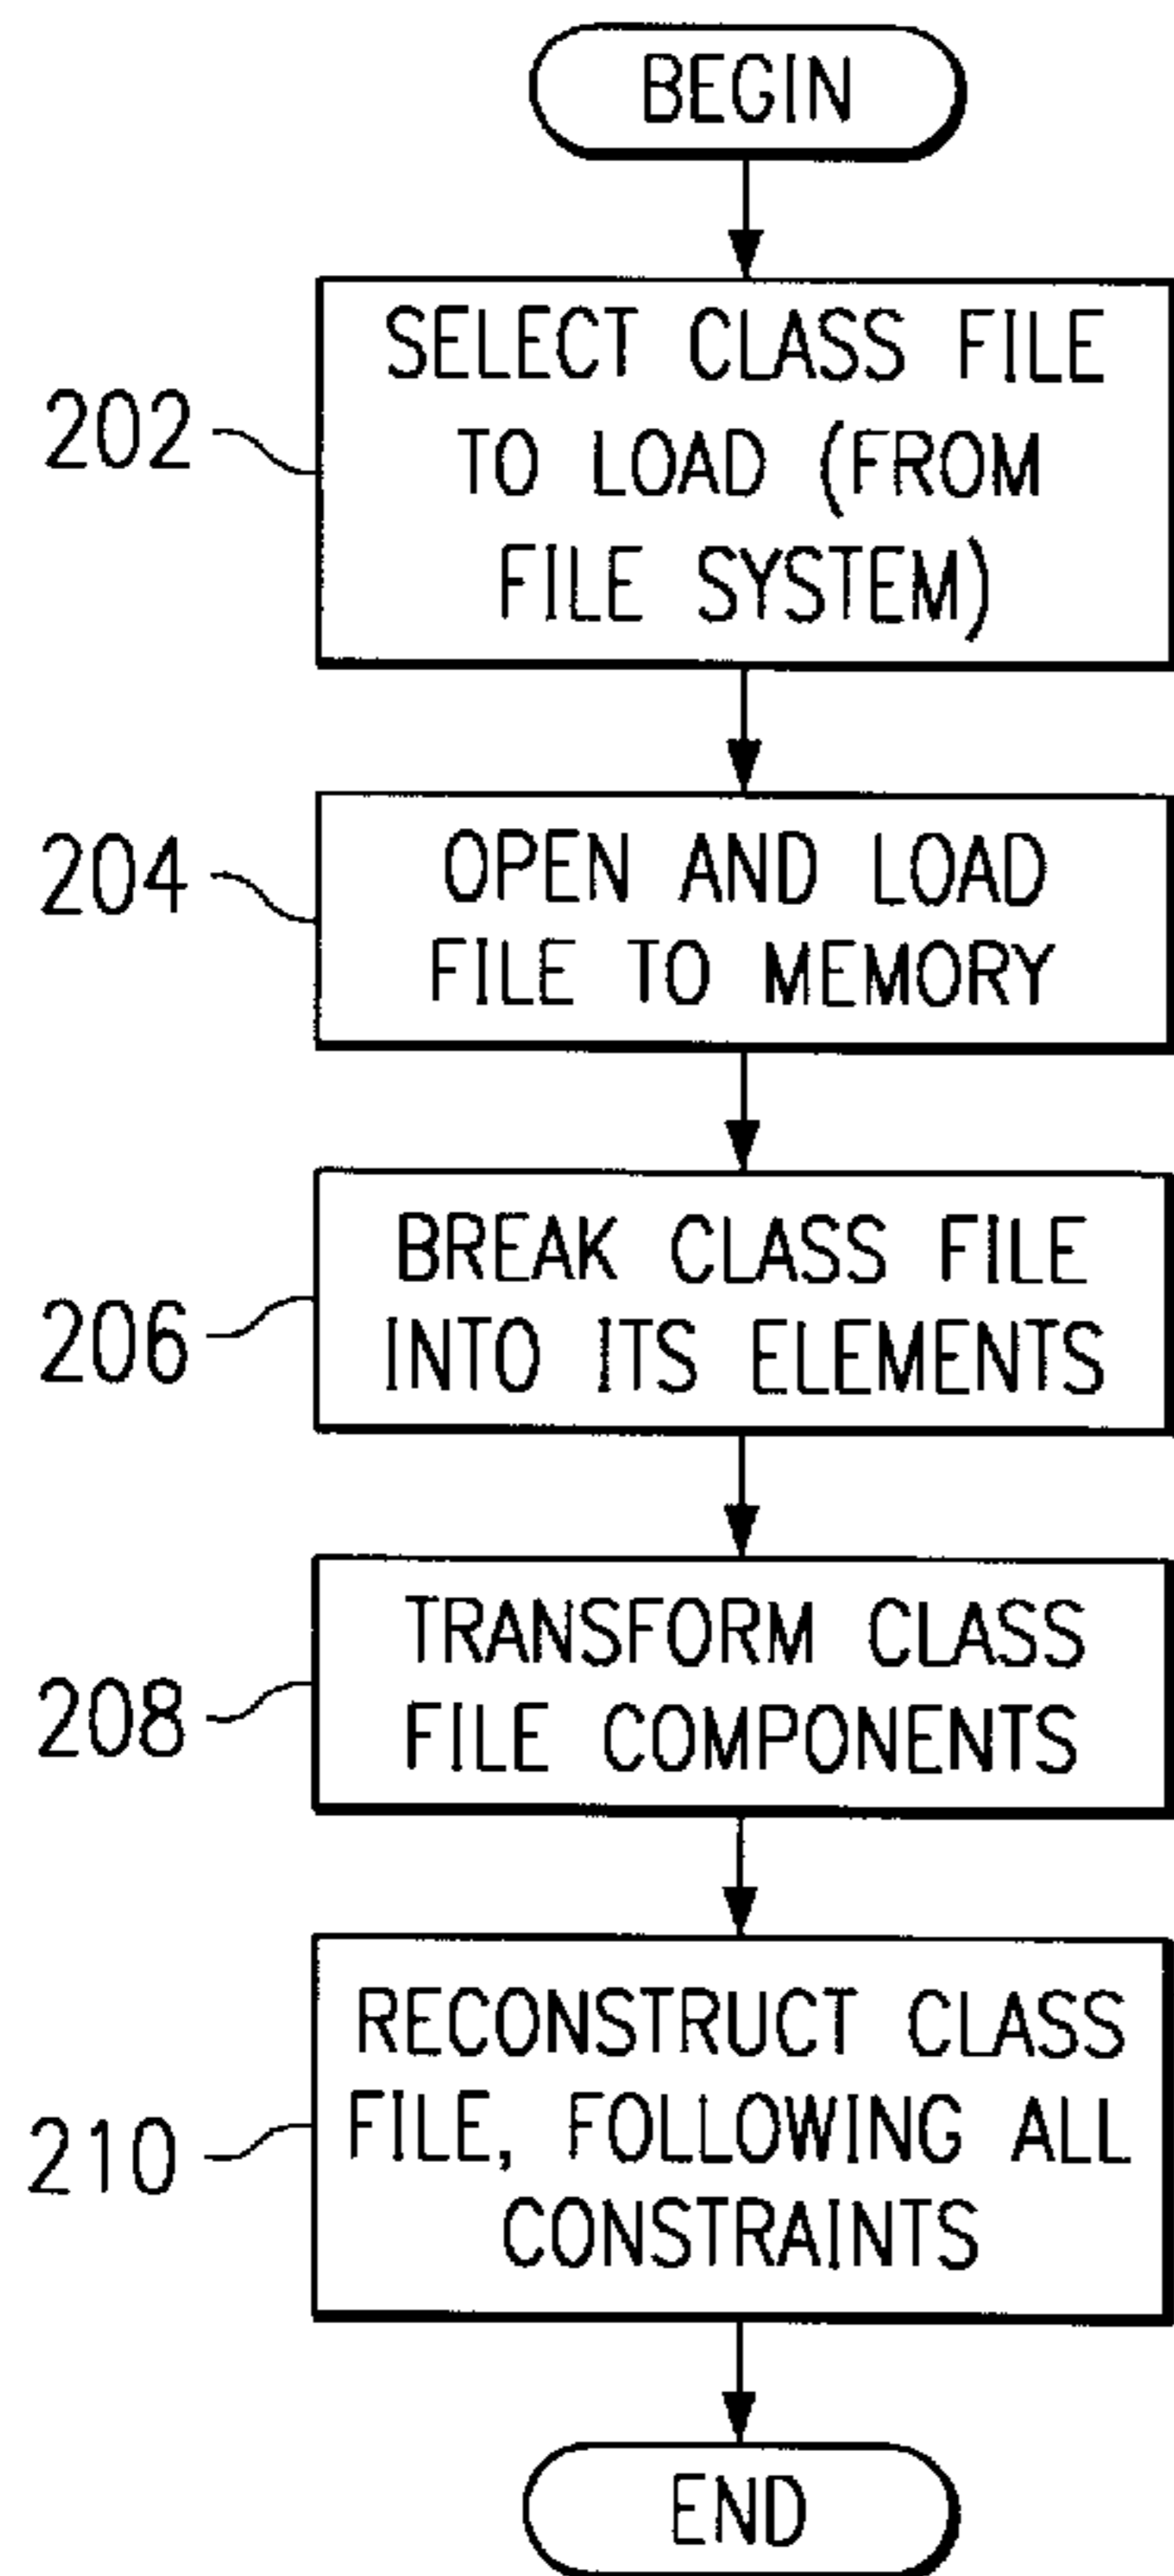 BEGIN
202
SELECT CLASS FILE
TO LOAD (FROM
FILE SYSTEM)
204
OPEN AND LOAD
FILE TO MEMORY
206
BREAK CLASS FILE
INTO ITS ELEMENTS
208
TRANSFORM CLASS
FILE COMPONENTS
210
RECONSTRUCT CLASS
FILE, FOLLOWING ALL
CONSTRAINTS
END